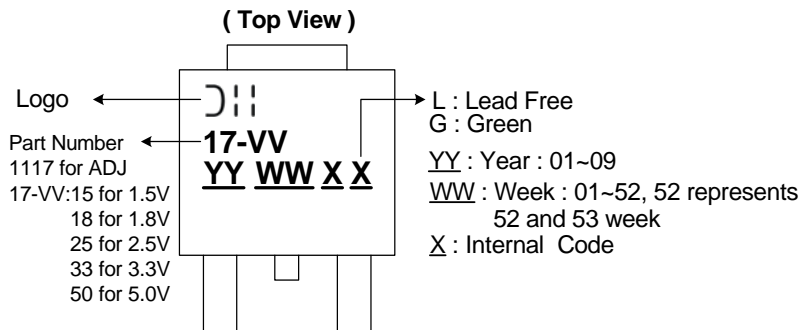 ( Top View )
Logo
Part Number
1117 for ADJ
17-VV:15 for 1.5V
18 for 1.8V
25 for 2.5V
33 for 3.3V
50 for 5.0V
17-VV
YY WW X X
L : Lead Free
G : Green
YY : Year : 01~09
WW : Week : 01~52, 52 represents
52 and 53 week
X : Internal Code